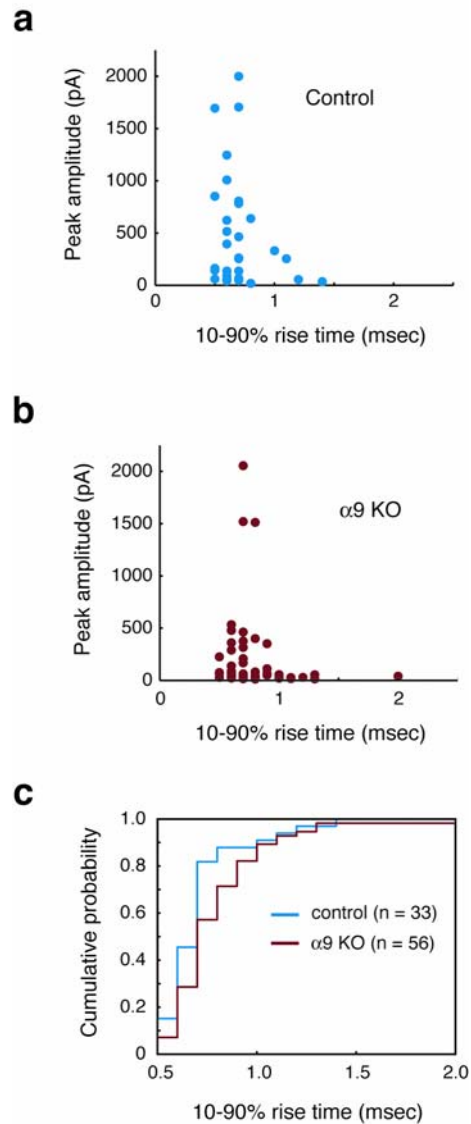 a
2000
1500
1000
500
0
Peak amplitude (pA)
Control
0
1
2
10-90% rise time (msec)
b
2000
1500
1000
500
0
Peak amplitude (pA)
α9 KO
0
1
2
10-90% rise time (msec)
c
1.0
0.8
0.6
0.4
0.2
0
Cumulative probability
control (n = 33)
α9 KO (n = 56)
0.5
1.0
1.5
2.0
10-90% rise time (msec)